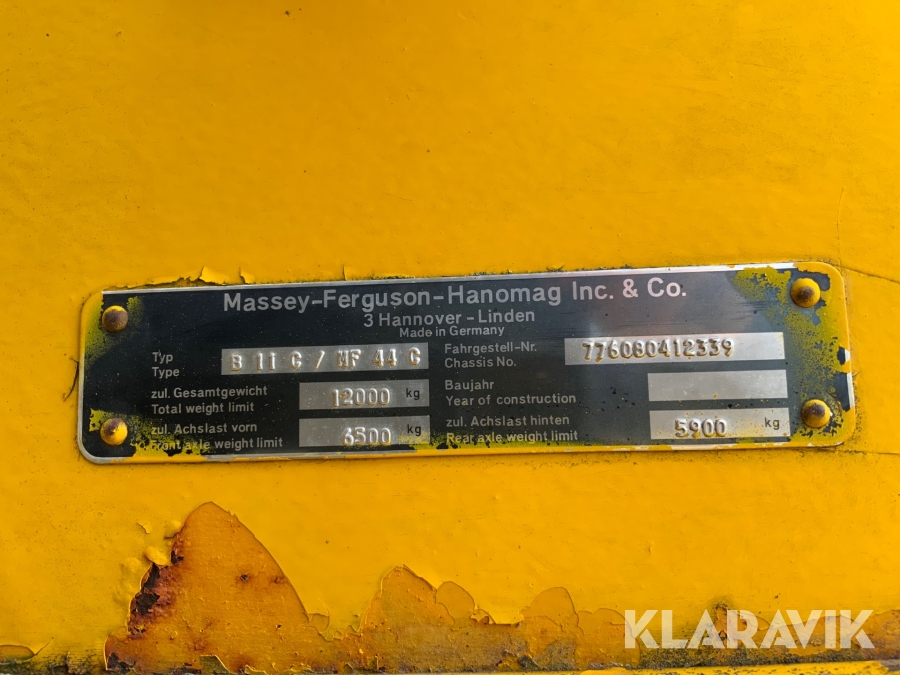 Massey-Ferguson-Hanomag Inc. & Co.
3 Hannover-Linden
Made in Germany
Typ
Type
B 11 C / MF 44 C
Fahrgestell-Nr.
Chassis No.
776080412339
zul. Gesamtgewicht
Total weight limit
12000 kg
Baujahr
Year of construction
zul. Achslast vorn
Front axle weight limit
6500 kg
zul. Achslast hinten
Rear axle weight limit
5900 kg
KLARAVIK